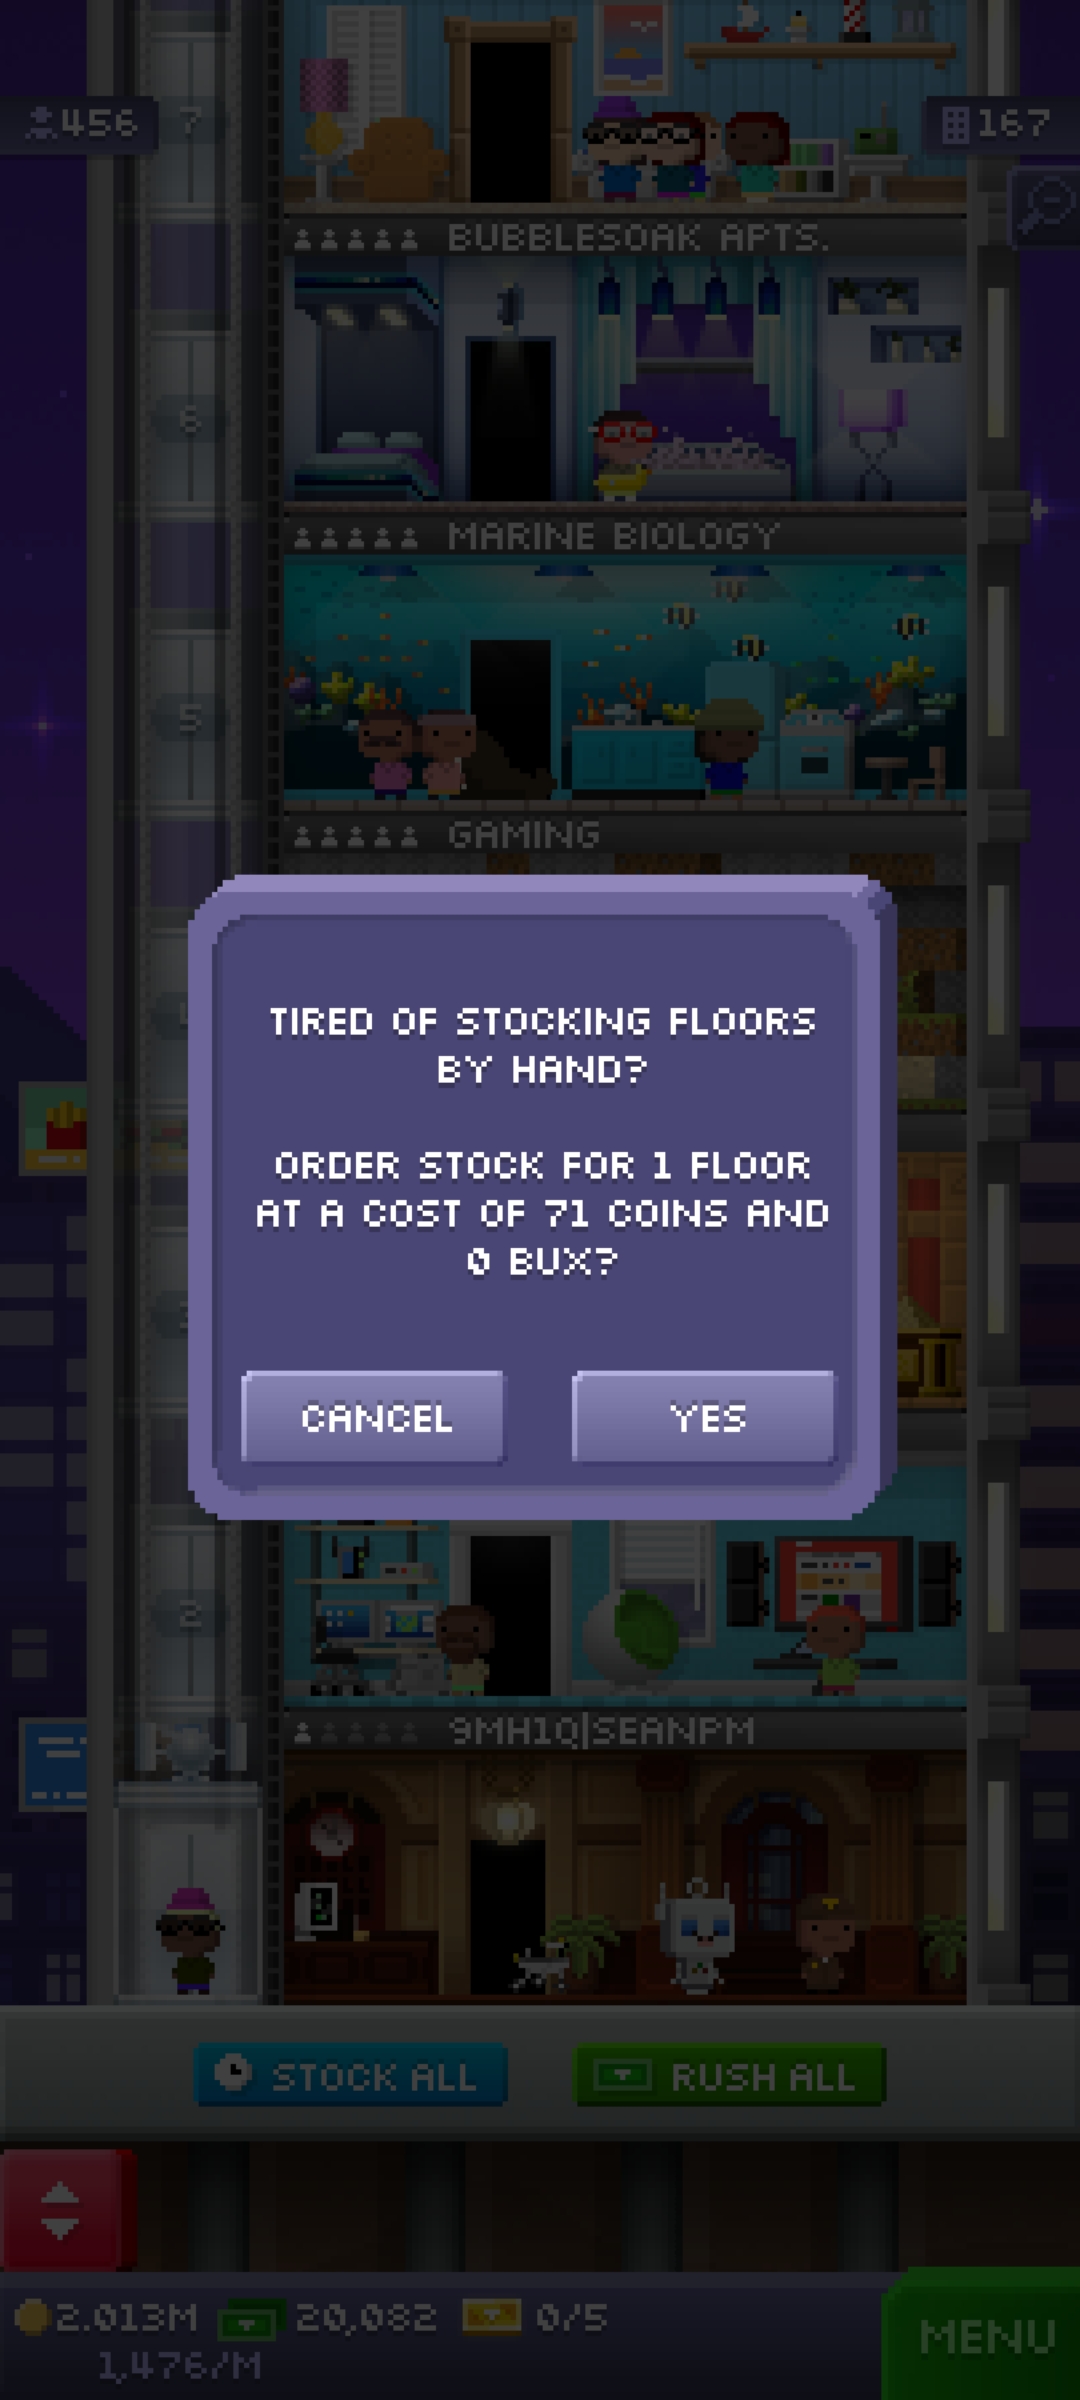 456
7
167
BUBBLESOAK APTS.
6
MARINE BIOLOGY
5
GAMING
TIRED OF STOCKING FLOORS
BY HAND?
ORDER STOCK FOR 1 FLOOR
AT A COST OF 71 COINS AND
0 BUX?
CANCEL
YES
2
9MH1Q|SEANPM
STOCK ALL
RUSH ALL
2.013M
20,082
0/5
1,476/M
MENU